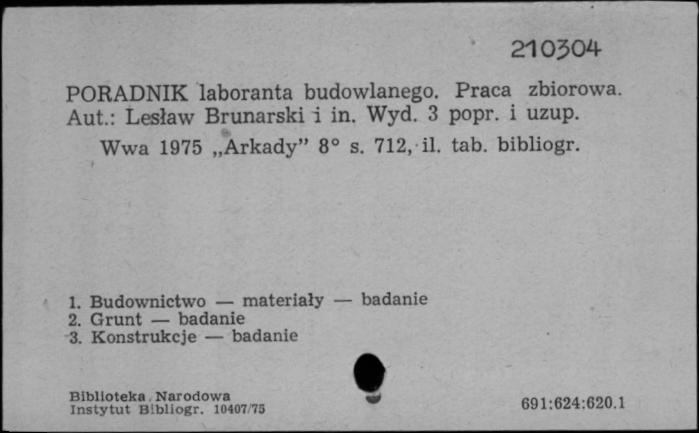 210304
PORADNIK laboranta budowlanego. Praca zbiorowa.
Aut.: Lesław Brunarski i in. Wyd. 3 popr. i uzup.
Wwa 1975 „Arkady” 8° s. 712, il. tab. bibliogr.
1. Budownictwo — materiały — badanie
2. Grunt — badanie
3. Konstrukcje — badanie
Biblioteka Narodowa
Instytut Bibliogr. 10407/75
691:624:620.1